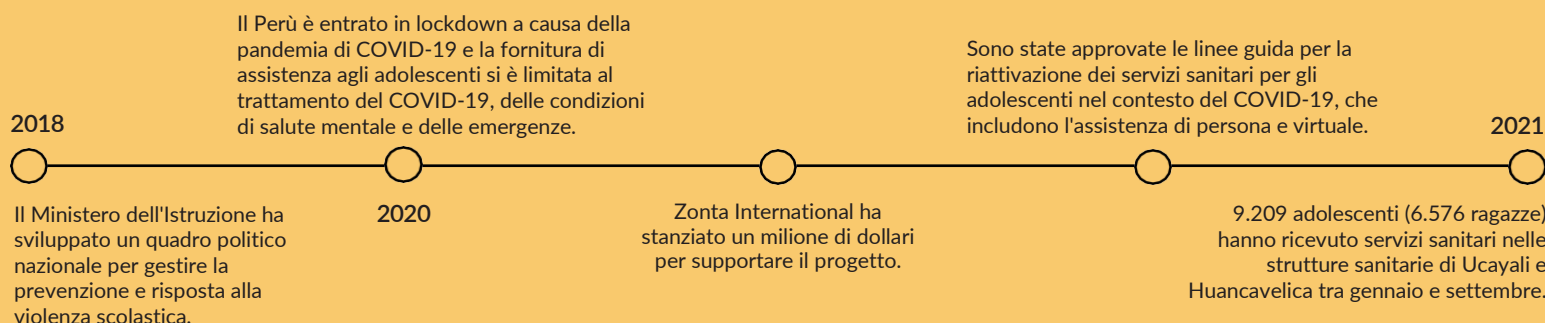 2018
Il Ministero dell'Istruzione ha
sviluppato un quadro politico
nazionale per gestire la
prevenzione e risposta alla
violenza scolastica.
Il Perù è entrato in lockdown a causa della
pandemia di COVID-19 e la fornitura di
assistenza agli adolescenti si è limitata al
trattamento del COVID-19, delle condizioni
di salute mentale e delle emergenze.
2020
Zonta International ha
stanziato un milione di dollari
per supportare il progetto.
Sono state approvate le linee guida per la
riattivazione dei servizi sanitari per gli
adolescenti nel contesto del COVID-19, che
includono l'assistenza di persona e virtuale.
2021
9.209 adolescenti (6.576 ragazze)
hanno ricevuto servizi sanitari nelle
strutture sanitarie di Ucayali e
Huancavelica tra gennaio e settembre.